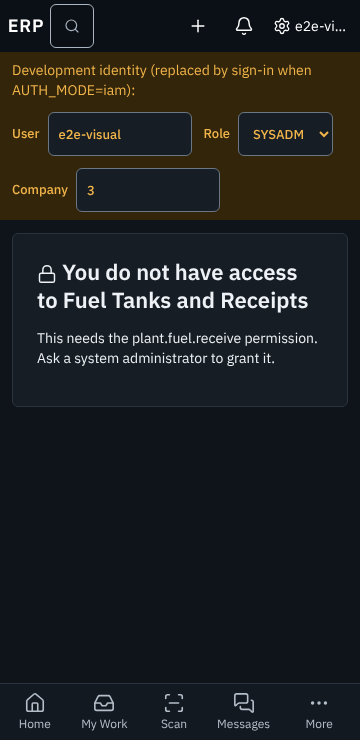 ERP
e2e-vi...
Development identity (replaced by sign-in when
AUTH_MODE=iam):
User e2e-visual Role SYSADM
Company 3
You do not have access
to Fuel Tanks and Receipts
This needs the plant.fuel.receive permission.
Ask a system administrator to grant it.
Home My Work Scan Messages More